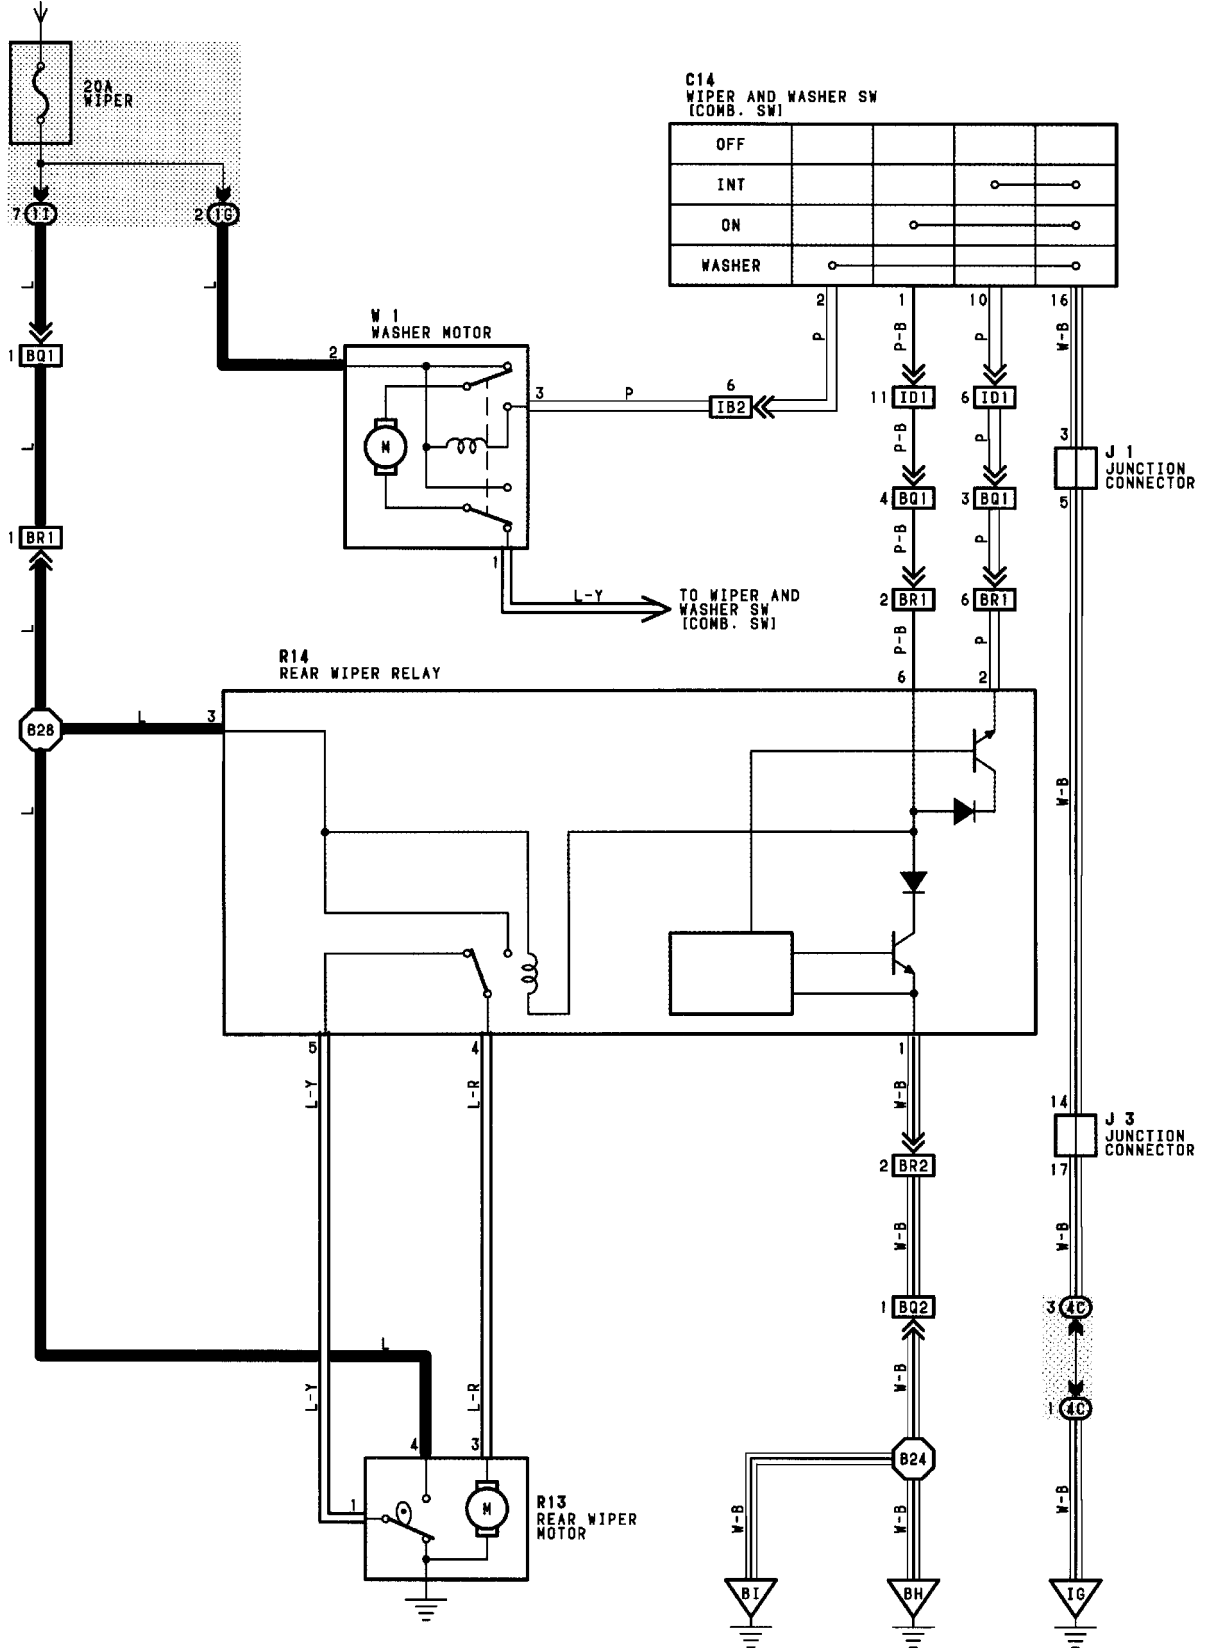 20A
WIPER
7 1I
2 1G
L
L
C14
WIPER AND WASHER SW
[COMB. SW]
OFF
INT
ON
WASHER
2
1
10
16
P
P-B
P
W-B
W 1
WASHER MOTOR
2
M
3
P
6
IB2
1
L-Y
TO WIPER AND
WASHER SW
[COMB. SW]
1 BQ1
L
1 BR1
L
11 ID1
6 ID1
P-B
P
3
J 1
JUNCTION
CONNECTOR
5
4 BQ1
3 BQ1
P-B
P
2 BR1
6 BR1
P-B
P
6
2
R14
REAR WIPER RELAY
B28
L
3
L
W-B
5
4
1
L-Y
L-R
W-B
14
J 3
JUNCTION
CONNECTOR
17
2 BR2
W-B
W-B
1 BQ2
3 4C
L
L-Y
L-R
W-B
1 4C
4
3
B24
1
M
R13
REAR WIPER
MOTOR
W-B
W-B
W-B
BI
BH
IG